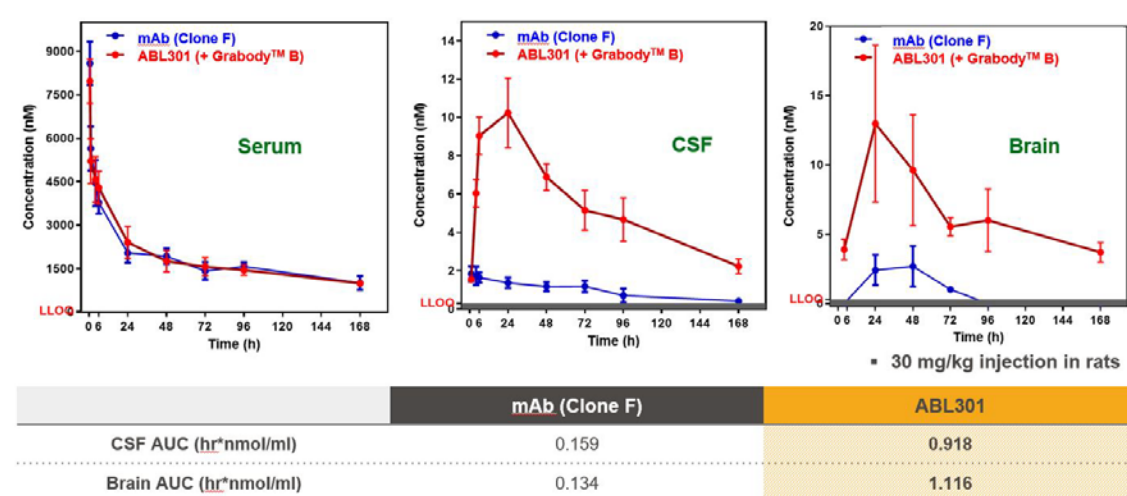 mAb (Clone F)
ABL301 (+ Grabody™ B)
Serum
Concentration (nM)
9000
7500
6000
4500
3000
1500
0
LLOQ
0 6 24 48 72 96 120 144 168
Time (h)
mAb (Clone F)
ABL301 (+ Grabody™ B)
CSF
Concentration (nM)
14
12
10
8
6
4
2
0
LLOQ
0 6 24 48 72 96 120 144 168
Time (h)
mAb (Clone F)
ABL301 (+ Grabody™ B)
Brain
Concentration (nM)
20
15
10
5
0
LLOQ
0 6 24 48 72 96 120 144 168
Time (h)
▪ 30 mg/kg injection in rats
mAb (Clone F) ABL301
CSF AUC (hr*nmol/ml) 0.159 0.918
Brain AUC (hr*nmol/ml) 0.134 1.116